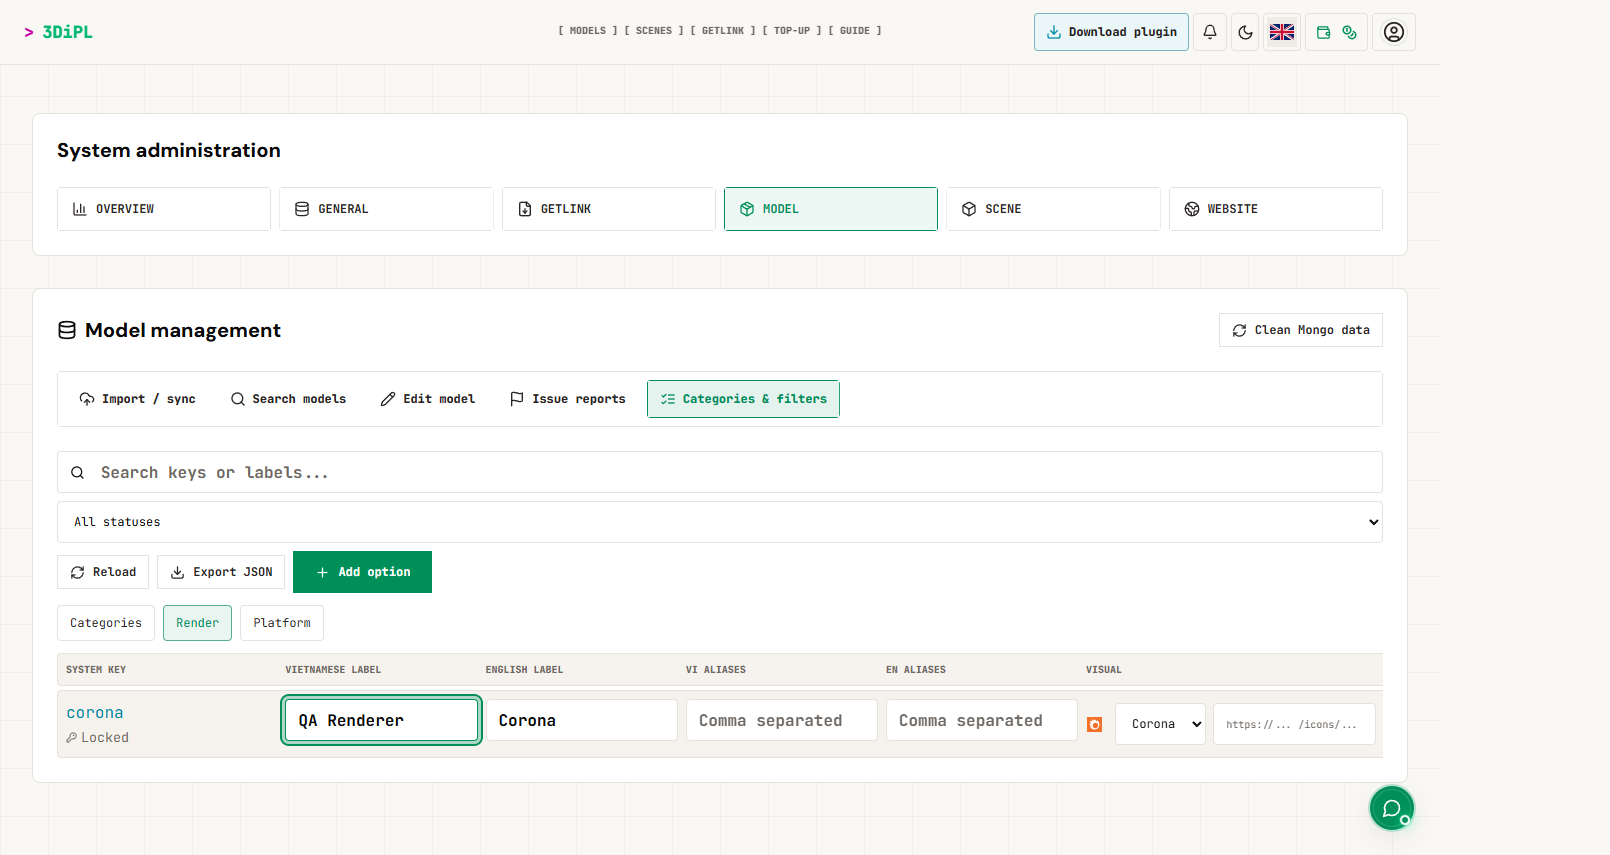 > 3DiPL
[ MODELS ] [ SCENES ] [ GETLINK ] [ TOP-UP ] [ GUIDE ]
Download plugin
System administration
OVERVIEW
GENERAL
GETLINK
MODEL
SCENE
WEBSITE
Model management
Clean Mongo data
Import / sync
Search models
Edit model
Issue reports
Categories & filters
Search keys or labels...
All statuses
Reload
Export JSON
+ Add option
Categories
Render
Platform
SYSTEM KEY
VIETNAMESE LABEL
ENGLISH LABEL
VI ALIASES
EN ALIASES
VISUAL
corona
Locked
QA Renderer
Corona
Comma separated
Comma separated
Corona
https://... /icons/...